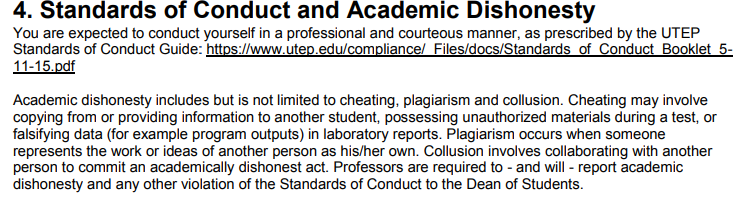 4. Standards of Conduct and Academic Dishonesty
You are expected to conduct yourself in a professional and courteous manner, as prescribed by the UTEP
Standards of Conduct Guide: https://www.utep.edu/compliance/_Files/docs/Standards_of_Conduct_Booklet_5-
11-15.pdf
Academic dishonesty includes but is not limited to cheating, plagiarism and collusion. Cheating may involve
copying from or providing information to another student, possessing unauthorized materials during a test, or
falsifying data (for example program outputs) in laboratory reports. Plagiarism occurs when someone
represents the work or ideas of another person as his/her own. Collusion involves collaborating with another
person to commit an academically dishonest act. Professors are required to - and will - report academic
dishonesty and any other violation of the Standards of Conduct to the Dean of Students.